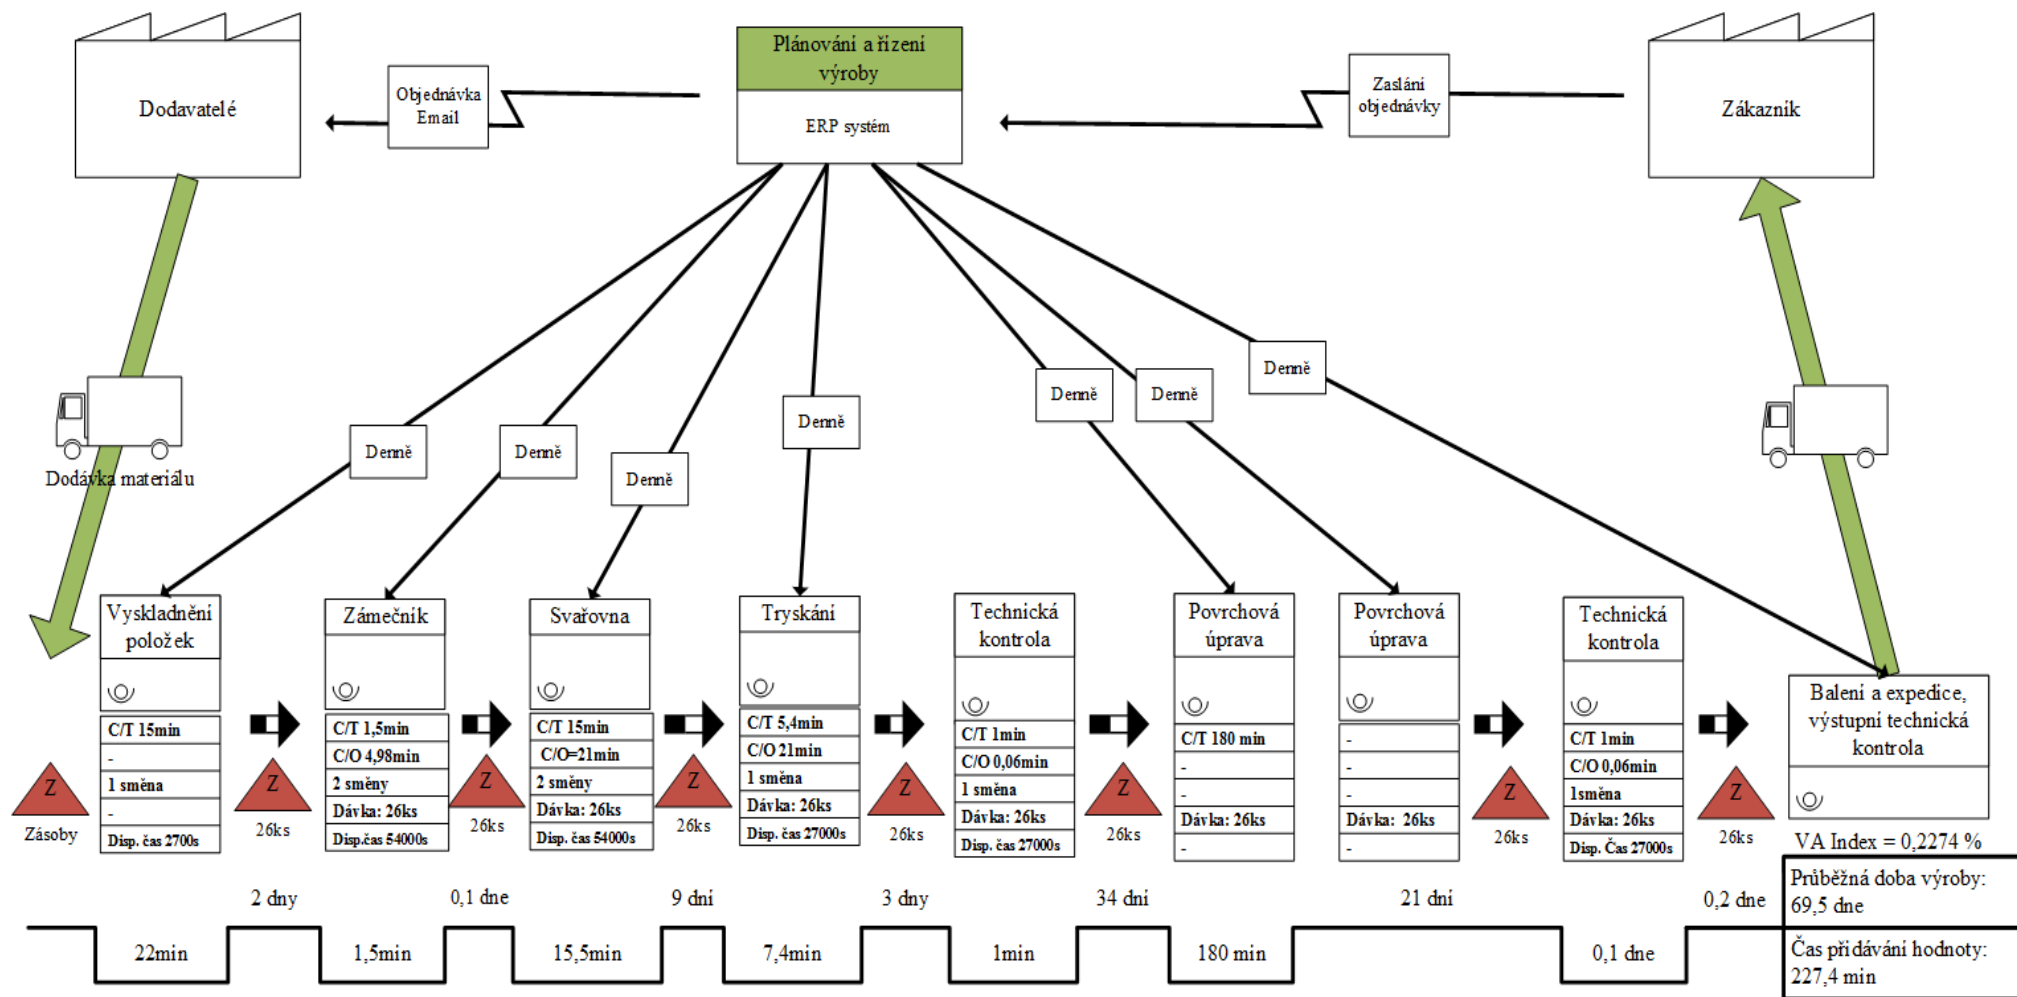 Dodavatelé
Objednávka
Email
Plánování a řízení
výroby
ERP systém
Zaslání
objednávky
Zákazník
Dodávka materiálu
Denně
Denně
Denně
Denně
Denně
Denně
Denně
Vyskladnění
položek
C/T 15min
-
1 směna
-
Disp. čas 2700s
Zámečník
C/T 1,5min
C/O 4,98min
2 směny
Dávka: 26ks
Disp.čas 54000s
Svařovna
C/T 15min
C/O=21min
2 směny
Dávka: 26ks
Disp. čas 54000s
Tryskání
C/T 5,4min
C/O 21min
1 směna
Dávka: 26ks
Disp. čas 27000s
Technická
kontrola
C/T 1min
C/O 0,06min
1 směna
Dávka: 26ks
Disp. čas 27000s
Povrchová
úprava
C/T 180 min
-
-
Dávka: 26ks
-
Povrchová
úprava
-
-
-
Dávka: 26ks
-
Technická
kontrola
C/T 1min
C/O 0,06min
1směna
Dávka: 26ks
Disp. Čas 27000s
Balení a expedice,
výstupní technická
kontrola
Z
Zásoby
Z
26ks
Z
26ks
Z
26ks
Z
26ks
Z
26ks
Z
26ks
Z
26ks
VA Index = 0,2274 %
2 dny
0,1 dne
9 dní
3 dny
34 dní
21 dní
0,2 dne
Průběžná doba výroby:
69,5 dne
22min
1,5min
15,5min
7,4min
1min
180 min
0,1 dne
Čas přidávání hodnoty:
227,4 min